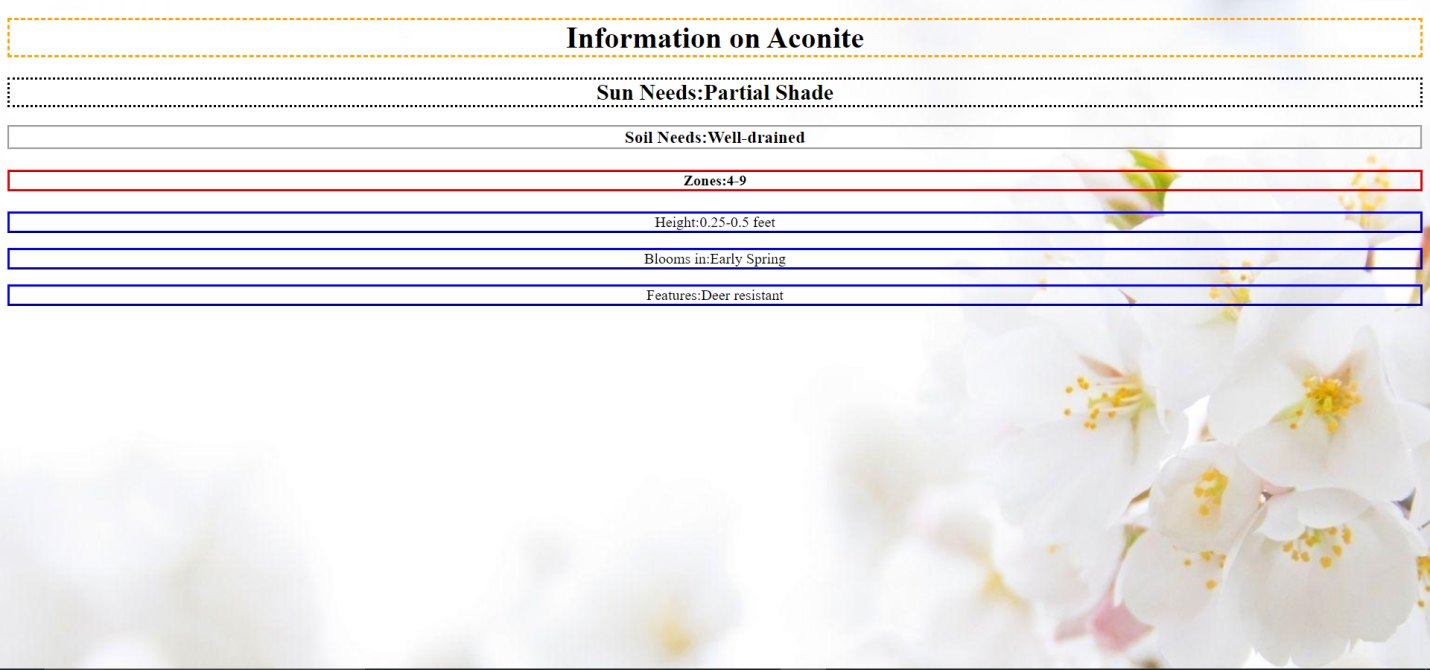 Information on Aconite
Sun Needs:Partial Shade
Soil Needs:Well-drained
Zones:4-9
Height:0.25-0.5 feet
Blooms in:Early Spring
Features:Deer resistant